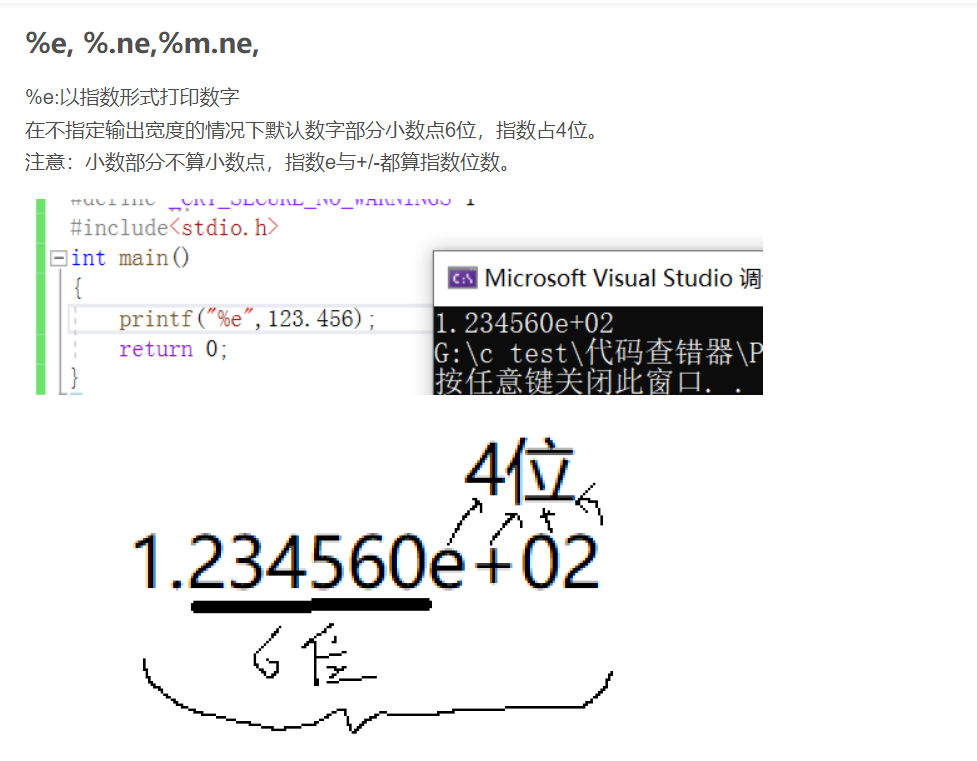 %e, %.ne,%m.ne,
%e:以指数形式打印数字
在不指定输出宽度的情况下默认数字部分小数点6位，指数占4位。
注意：小数部分不算小数点，指数e与+/-都算指数位数。
#define _CRT_SECURE_NO_WARNINGS 1
#include<stdio.h>
int main()
{
printf("%e",123.456);
return 0;
}
Microsoft Visual Studio 调
1.234560e+02
G:\c test\代码查错器\P
按任意键关闭此窗口. .
4位
1.234560e+02
6位